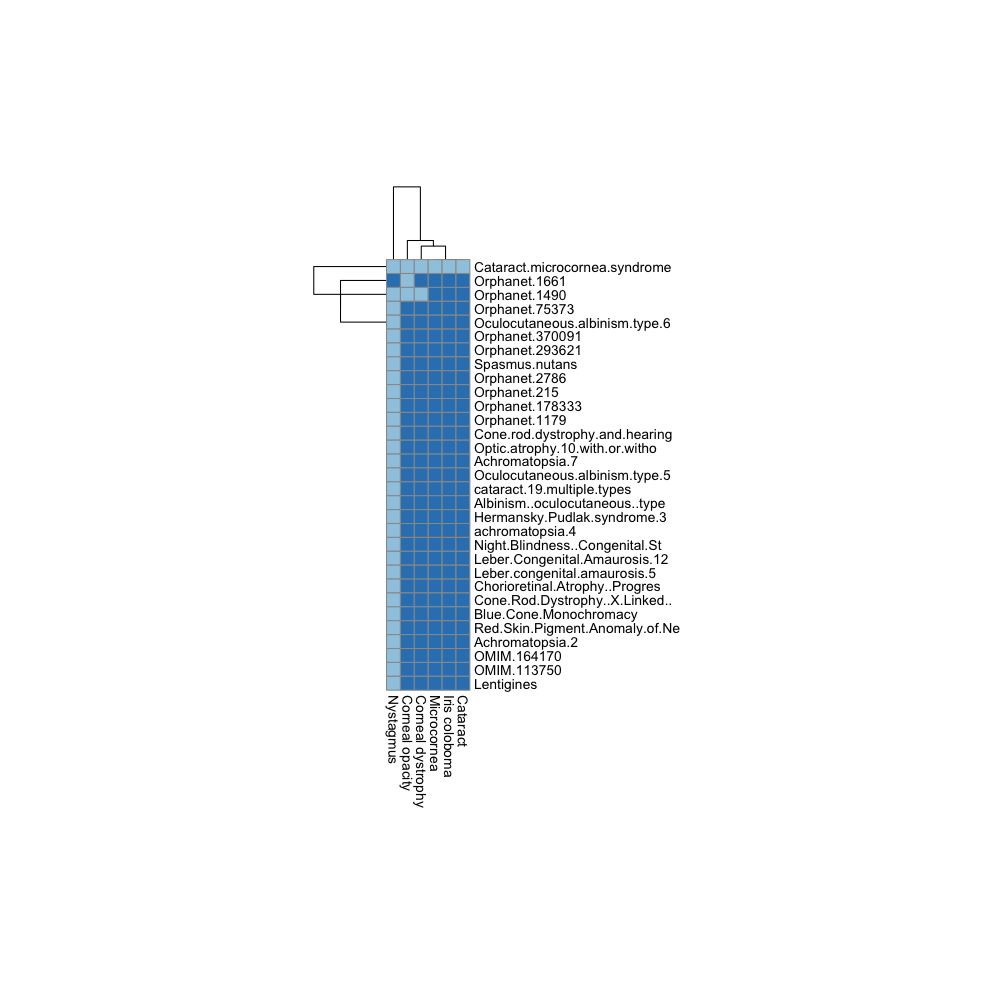 Cataract.microcornea.syndrome
Orphanet.1661
Orphanet.1490
Orphanet.75373
Oculocutaneous.albinism.type.6
Orphanet.370091
Orphanet.293621
Spasmus.nutans
Orphanet.2786
Orphanet.215
Orphanet.178333
Orphanet.1179
Cone.rod.dystrophy.and.hearing
Optic.atrophy.10.with.or.witho
Achromatopsia.7
Oculocutaneous.albinism.type.5
cataract.19.multiple.types
Albinism..oculocutaneous..type
Hermansky.Pudlak.syndrome.3
achromatopsia.4
Night.Blindness..Congenital.St
Leber.Congenital.Amaurosis.12
Leber.congenital.amaurosis.5
Chorioretinal.Atrophy..Progres
Cone.Rod.Dystrophy..X.Linked..
Blue.Cone.Monochromacy
Red.Skin.Pigment.Anomaly.of.Ne
Achromatopsia.2
OMIM.164170
OMIM.113750
Lentigines
Nystagmus
Corneal opacity
Corneal dystrophy
Microcornea
Iris coloboma
Cataract